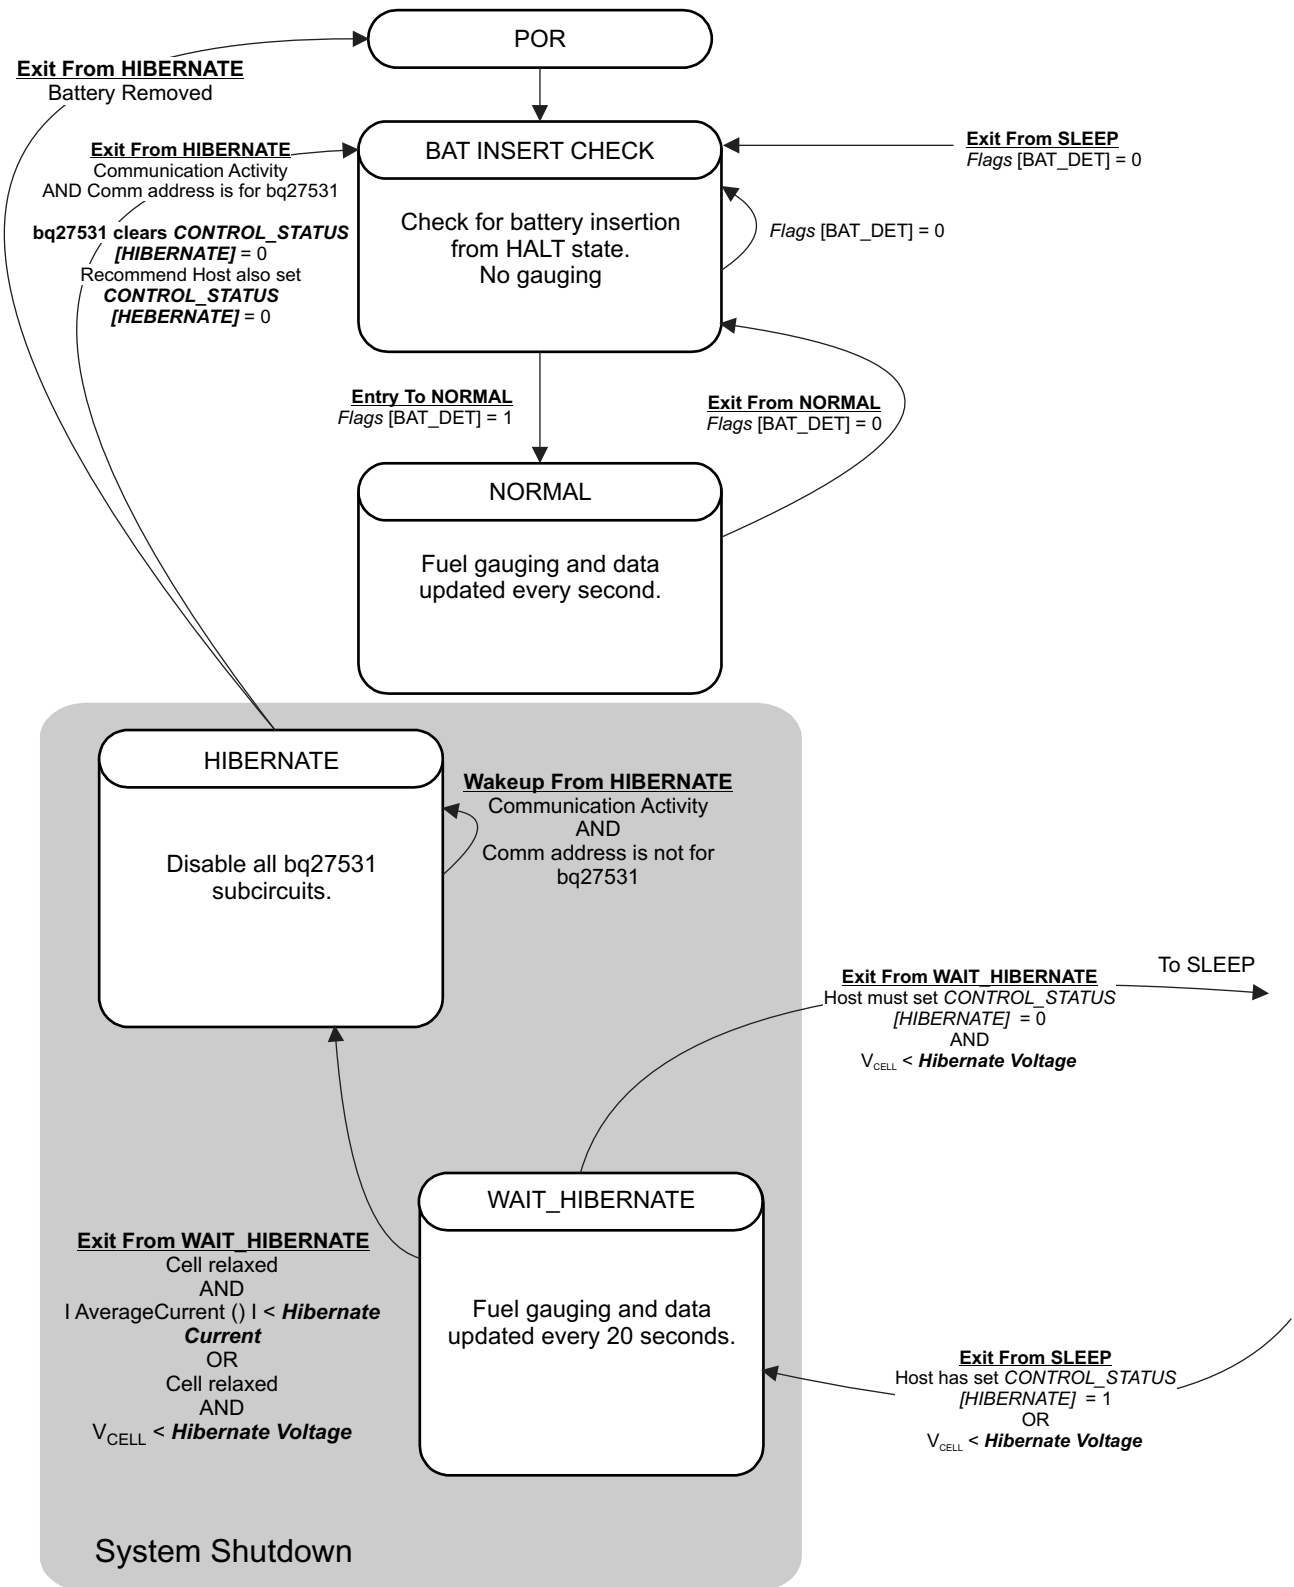 POR
Exit From HIBERNATE
Battery Removed
Exit From HIBERNATE
Communication Activity
AND Comm address is for bq27531
bq27531 clears CONTROL_STATUS
[HIBERNATE] = 0
Recommend Host also set
CONTROL_STATUS
[HEBERNATE] = 0
BAT INSERT CHECK
Check for battery insertion
from HALT state.
No gauging
Exit From SLEEP
Flags [BAT_DET] = 0
Flags [BAT_DET] = 0
Entry To NORMAL
Flags [BAT_DET] = 1
Exit From NORMAL
Flags [BAT_DET] = 0
NORMAL
Fuel gauging and data
updated every second.
HIBERNATE
Disable all bq27531
subcircuits.
Wakeup From HIBERNATE
Communication Activity
AND
Comm address is not for
bq27531
Exit From WAIT_HIBERNATE
Host must set CONTROL_STATUS
[HIBERNATE] = 0
AND
VCELL < Hibernate Voltage
To SLEEP
WAIT_HIBERNATE
Fuel gauging and data
updated every 20 seconds.
Exit From WAIT_HIBERNATE
Cell relaxed
AND
I AverageCurrent () I < Hibernate
Current
OR
Cell relaxed
AND
VCELL < Hibernate Voltage
Exit From SLEEP
Host has set CONTROL_STATUS
[HIBERNATE] = 1
OR
VCELL < Hibernate Voltage
System Shutdown